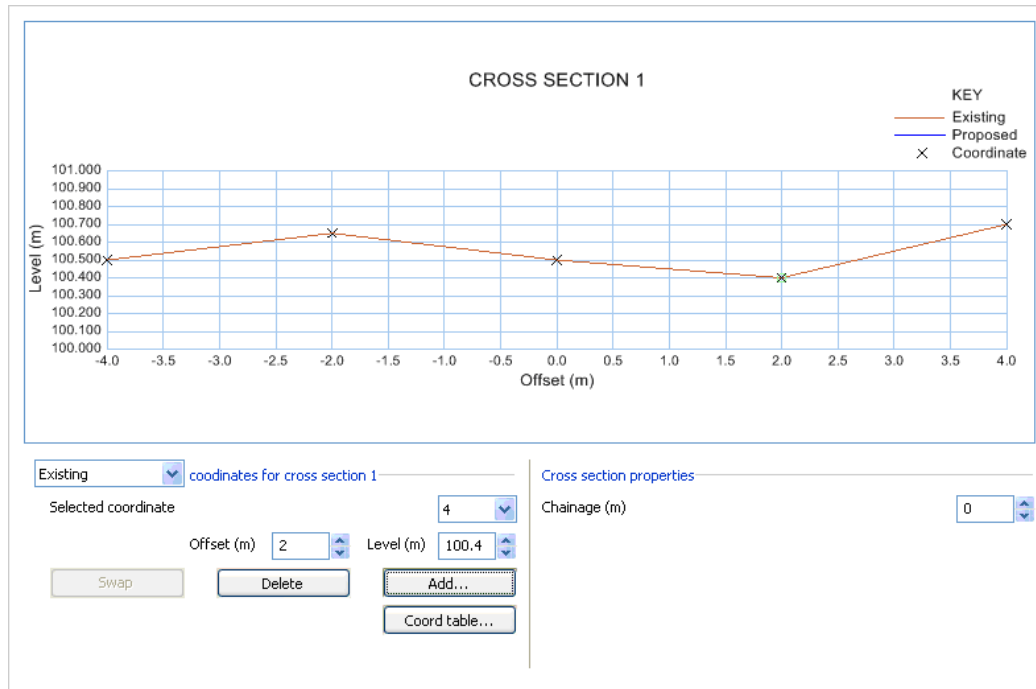 CROSS SECTION 1
KEY
Existing
Proposed
Coordinate
101.000
100.900
100.800
100.700
100.600
100.500
100.400
100.300
100.200
100.100
100.000
Level (m)
-4.0 -3.5 -3.0 -2.5 -2.0 -1.5 -1.0 -0.5 0.0 0.5 1.0 1.5 2.0 2.5 3.0 3.5 4.0
Offset (m)
Existing coodinates for cross section 1
Selected coordinate 4
Offset (m) 2 Level (m) 100.4
Swap Delete Add...
Coord table...
Cross section properties
Chainage (m) 0